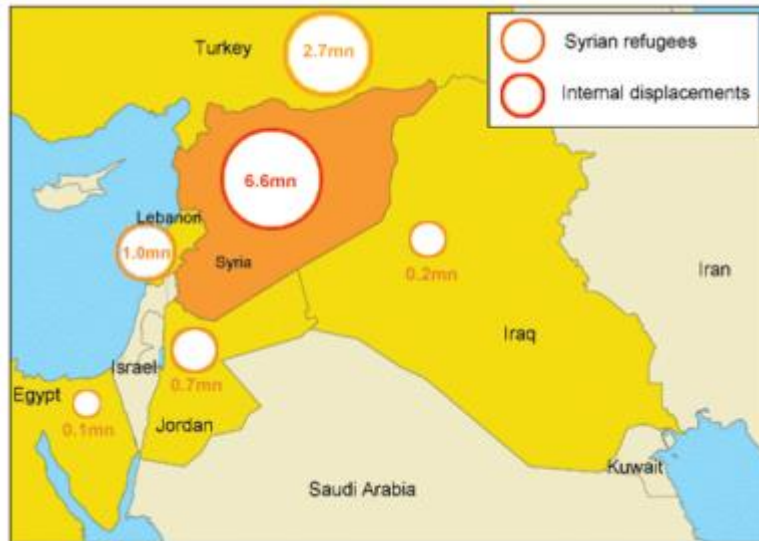 Syrian refugees
Internal displacements
Turkey
2.7mn
6.6mn
Lebanon
1.0mn
Syria
0.2mn
Iran
Iraq
Israel
0.7mn
Egypt
0.1mn
Jordan
Kuwait
Saudi Arabia